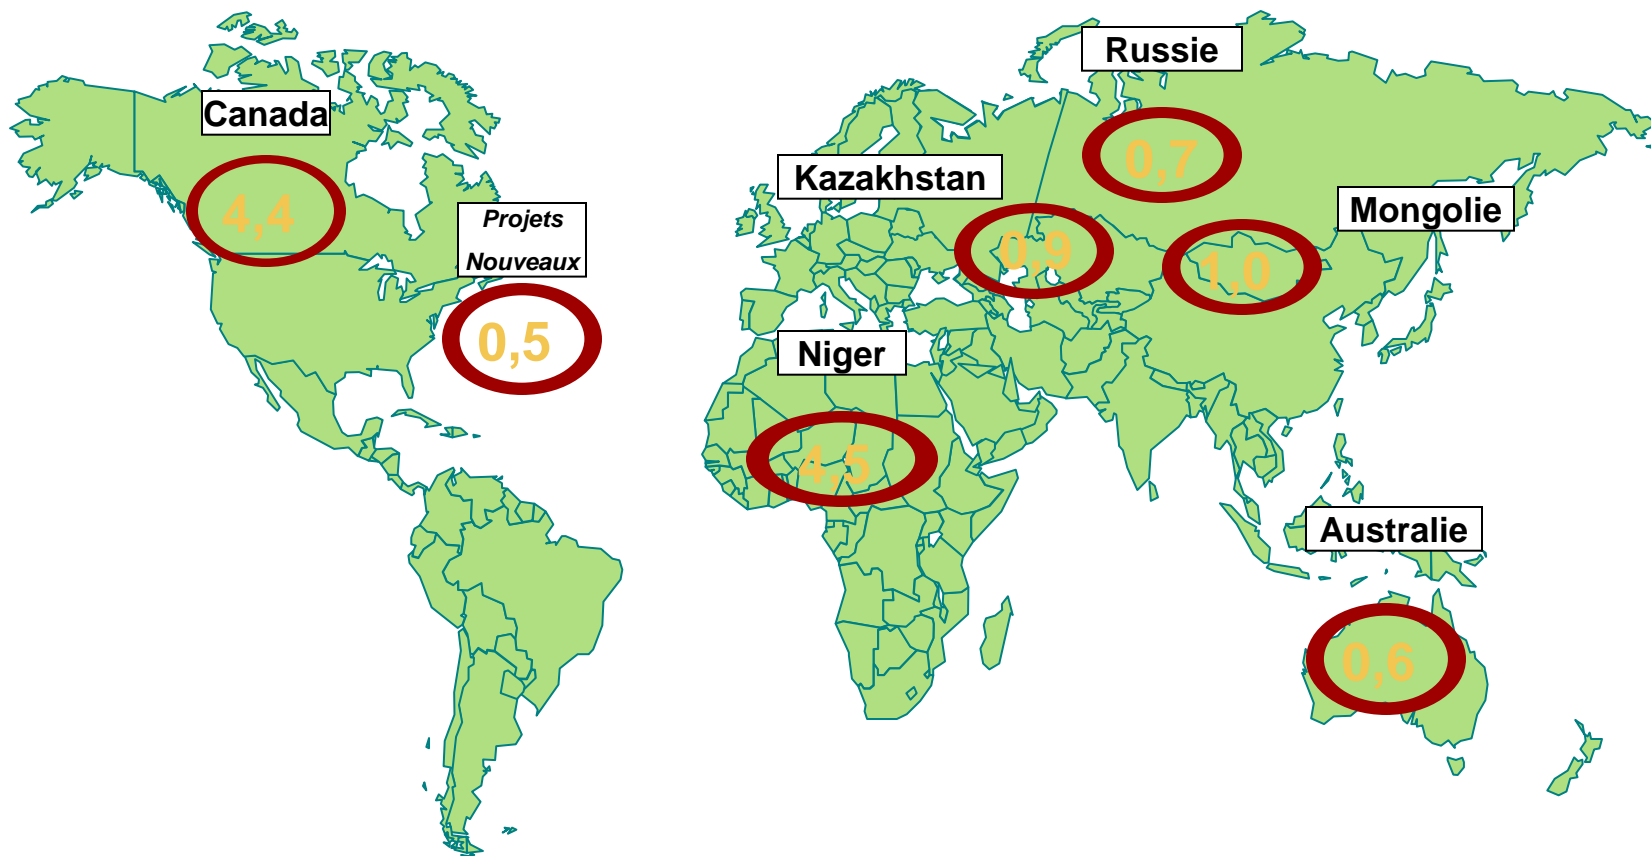 Russie
0,7
Canada
4,4
Kazakhstan
0,9
Mongolie
1,0
Projets
Nouveaux
0,5
Niger
4,5
Australie
0,6